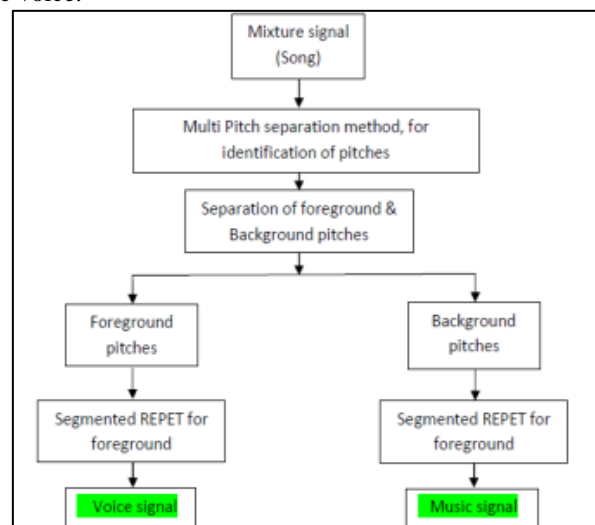 Mixture signal
(Song)
Multi Pitch separation method, for
identification of pitches
Separation of foreground &
Background pitches
Foreground
pitches
Background
pitches
Segmented REPET for
foreground
Segmented REPET for
foreground
Voice signal
Music signal